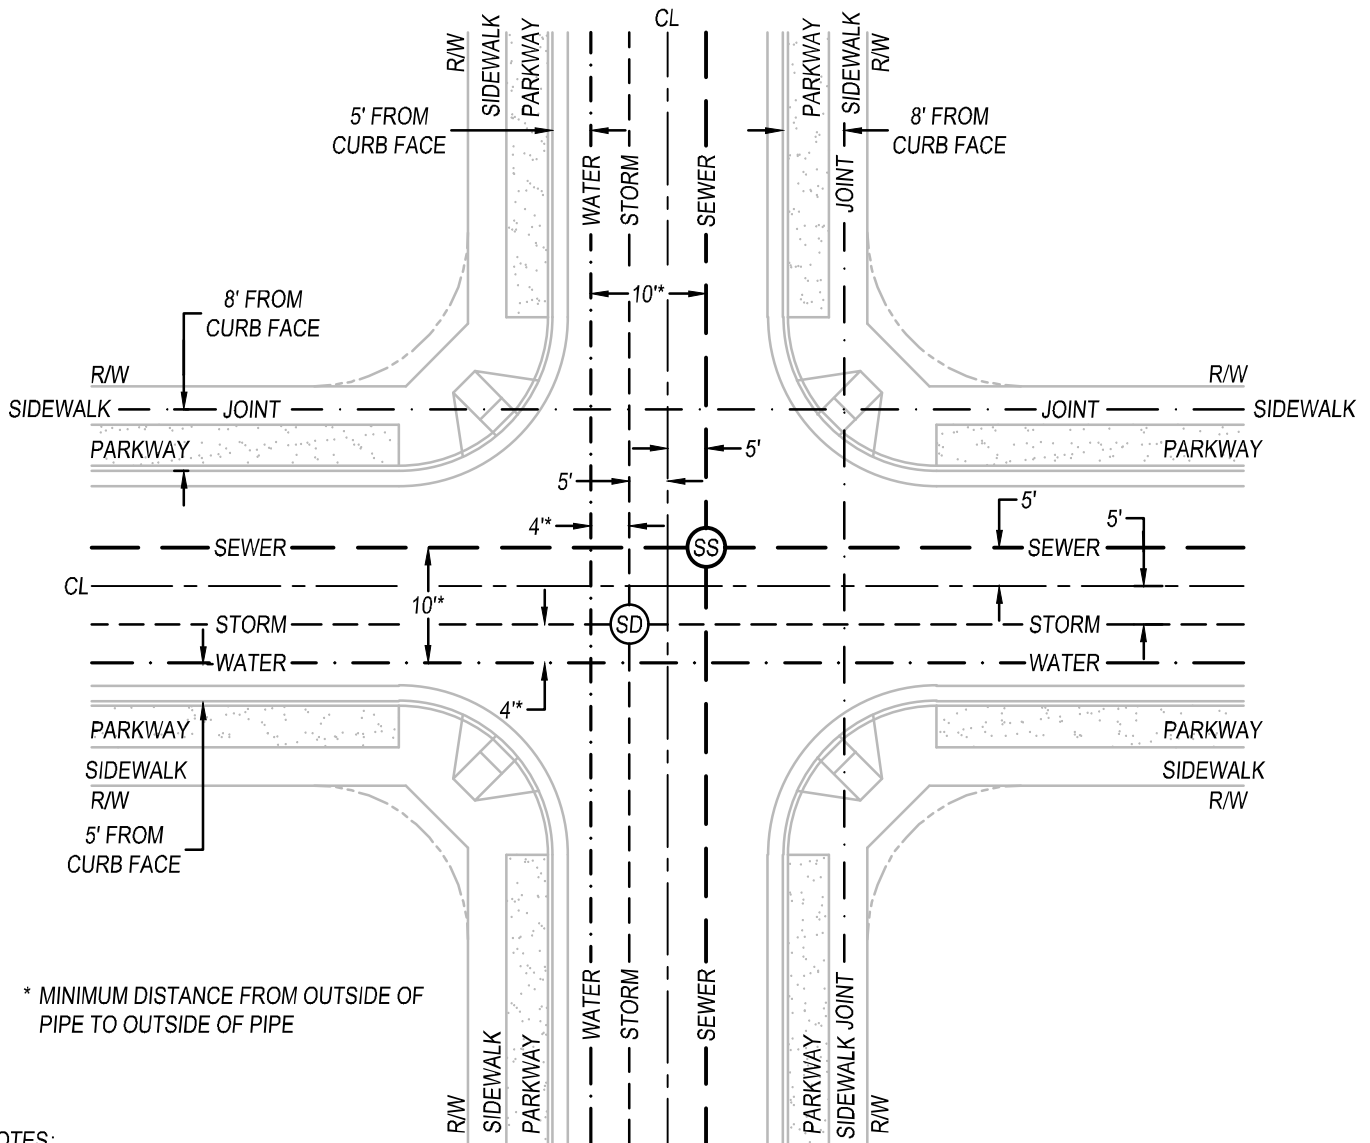 CL
R/W
SIDEWALK
PARKWAY
PARKWAY
SIDEWALK
R/W
5' FROM
CURB FACE
8' FROM
CURB FACE
WATER
STORM
SEWER
JOINT
10'*
8' FROM
CURB FACE
R/W
R/W
SIDEWALK
JOINT
JOINT
SIDEWALK
PARKWAY
PARKWAY
5'
5'
4'*
5'
5'
SEWER
SS
SEWER
CL
10'*
STORM
SD
STORM
WATER
WATER
4'*
PARKWAY
PARKWAY
SIDEWALK
SIDEWALK
R/W
R/W
5' FROM
CURB FACE
* MINIMUM DISTANCE FROM OUTSIDE OF
PIPE TO OUTSIDE OF PIPE
WATER
STORM
SEWER
JOINT
R/W
SIDEWALK
PARKWAY
PARKWAY
SIDEWALK
R/W